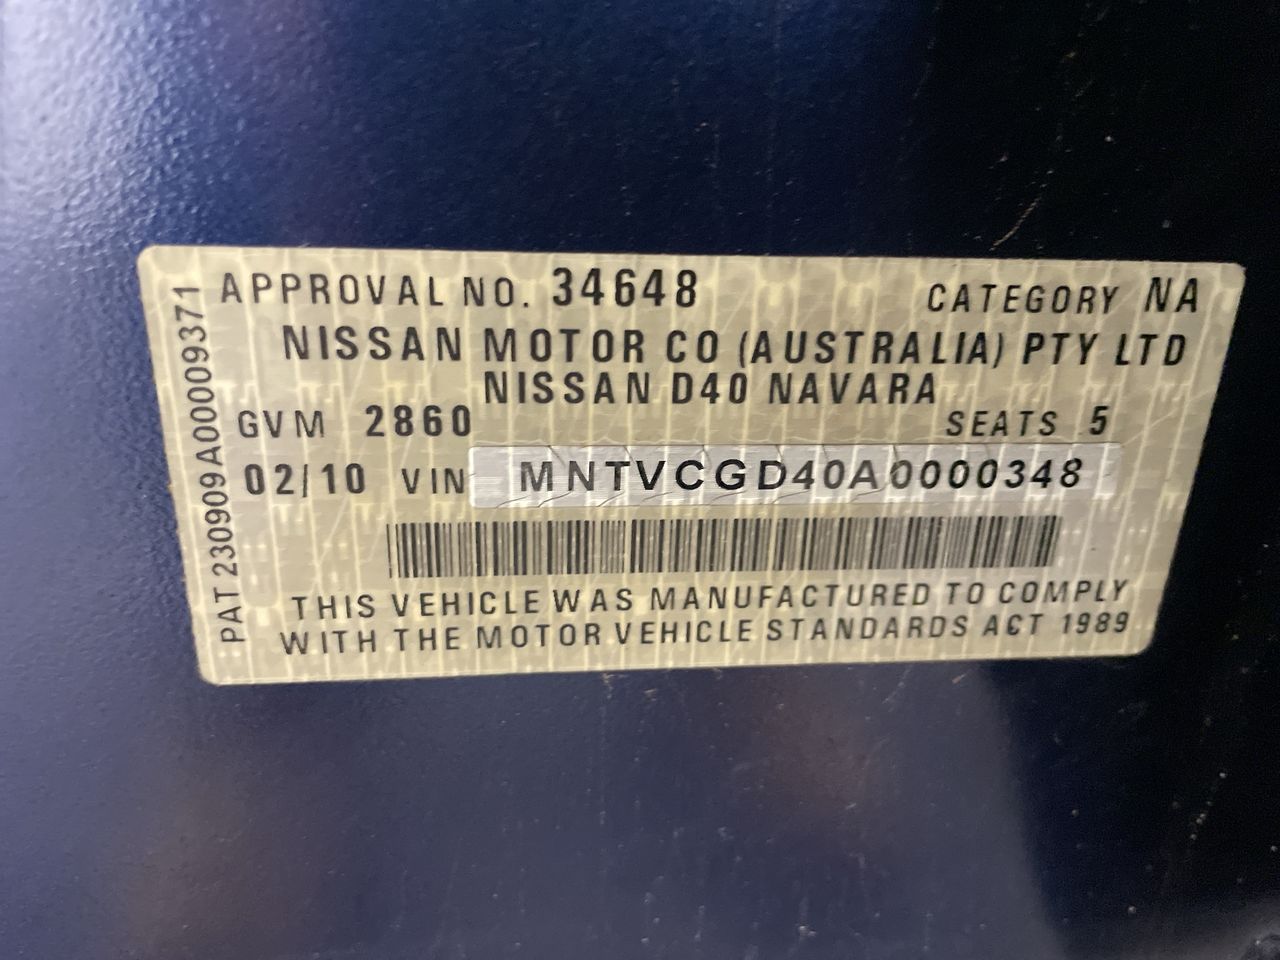 APPROVAL NO. 34648 CATEGORY NA
NISSAN MOTOR CO (AUSTRALIA) PTY LTD
NISSAN D40 NAVARA
GVM 2860 SEATS 5
02/10 VIN MNTVCGD40A0000348
THIS VEHICLE WAS MANUFACTURED TO COMPLY
WITH THE MOTOR VEHICLE STANDARDS ACT 1989
PAT 230909A00009371